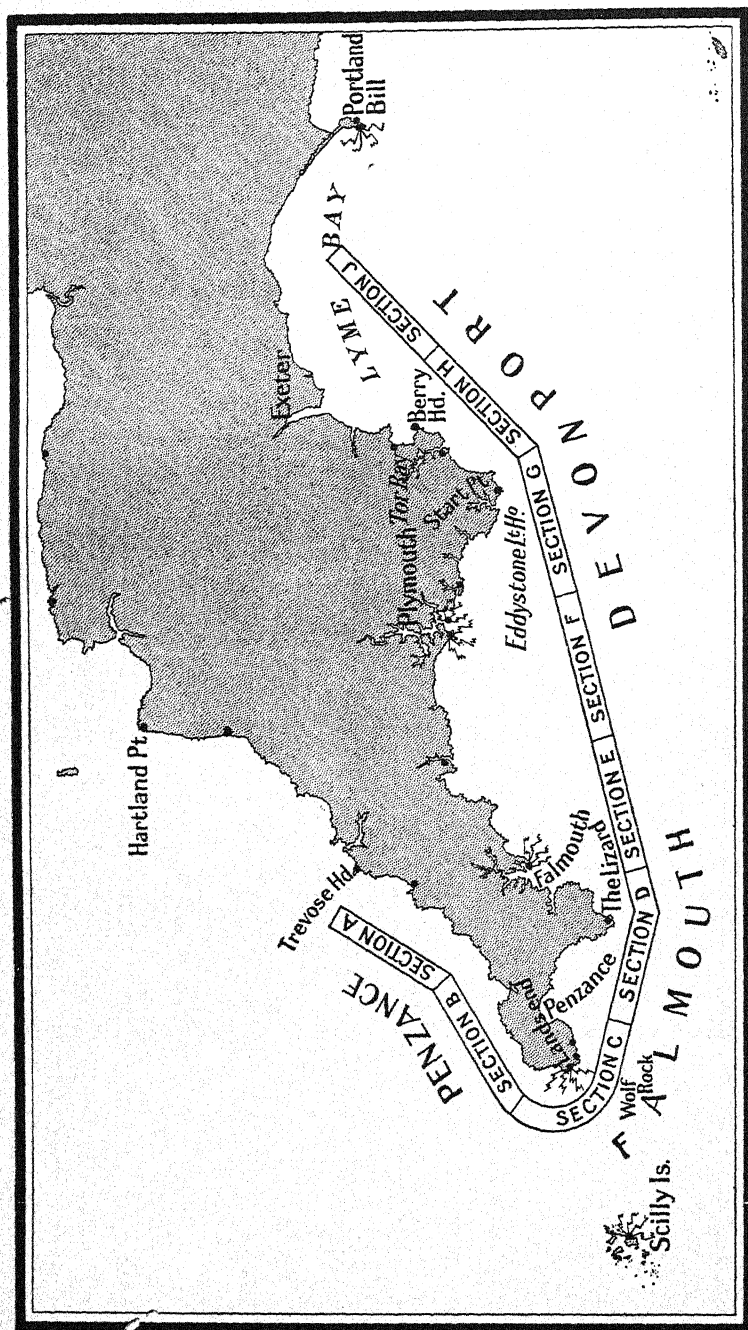 Portland
Bill
LYME BAY
Exeter
Berry
Hd.
Tor Bay
Start Pt.
Plymouth
Eddystone Lt. Ho.
Hartland Pt.
Trevose Hd.
Falmouth
The Lizard
Penzance
Landsend
Wolf
Rock
Scilly Is.
PENZANCE
FALMOUTH
DEVONPORT
SECTION A
SECTION B
SECTION C
SECTION D
SECTION E
SECTION F
SECTION G
SECTION H
SECTION J